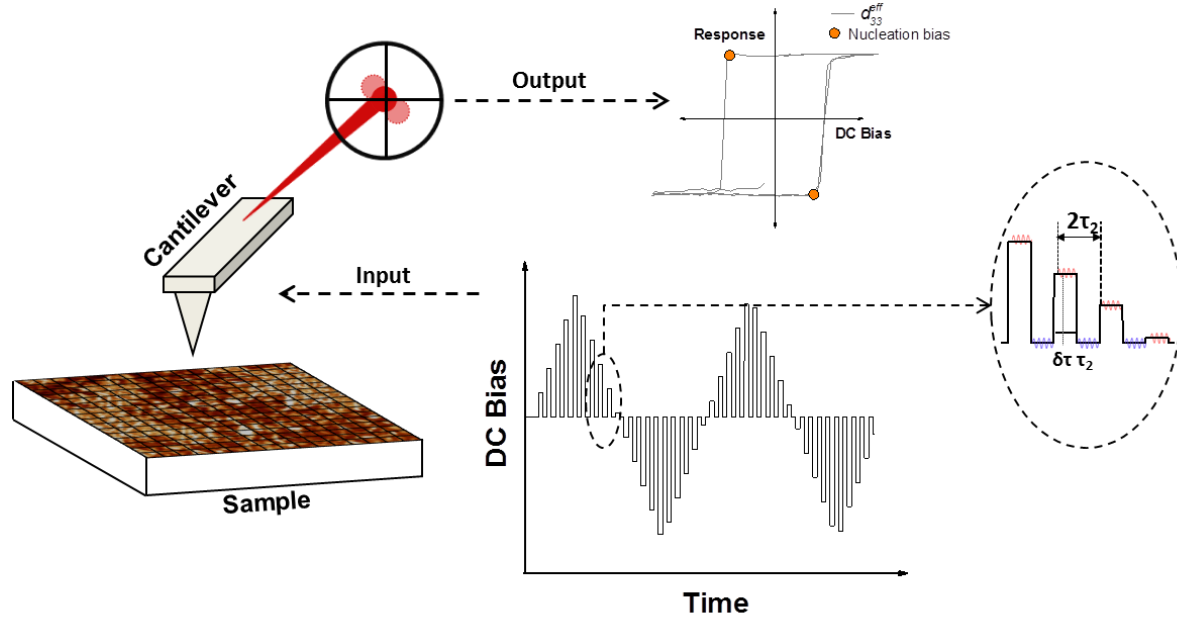 d₃₃ᵉᶠᶠ
Nucleation bias
Response
Output
DC Bias
Cantilever
2τ₂
Input
δτ τ₂
DC Bias
Sample
Time